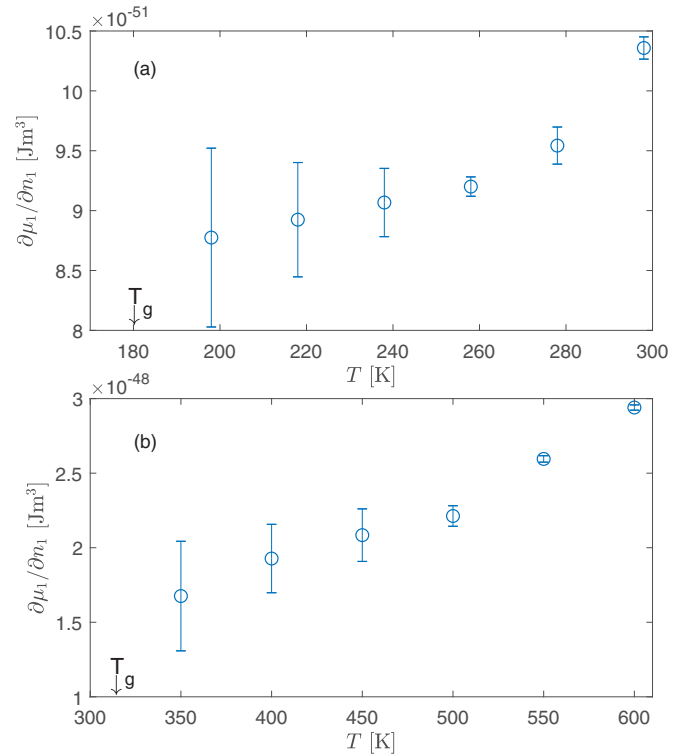 ×10⁻⁵¹
10.5
(a)
10
9.5
∂μ₁/∂n₁ [Jm³]
9
8.5
T_g
↓
8
180 200 220 240 260 280 300
T [K]
×10⁻⁴⁸
3
(b)
2.5
∂μ₁/∂n₁ [Jm³]
2
1.5
T_g
↓
1
300 350 400 450 500 550 600
T [K]